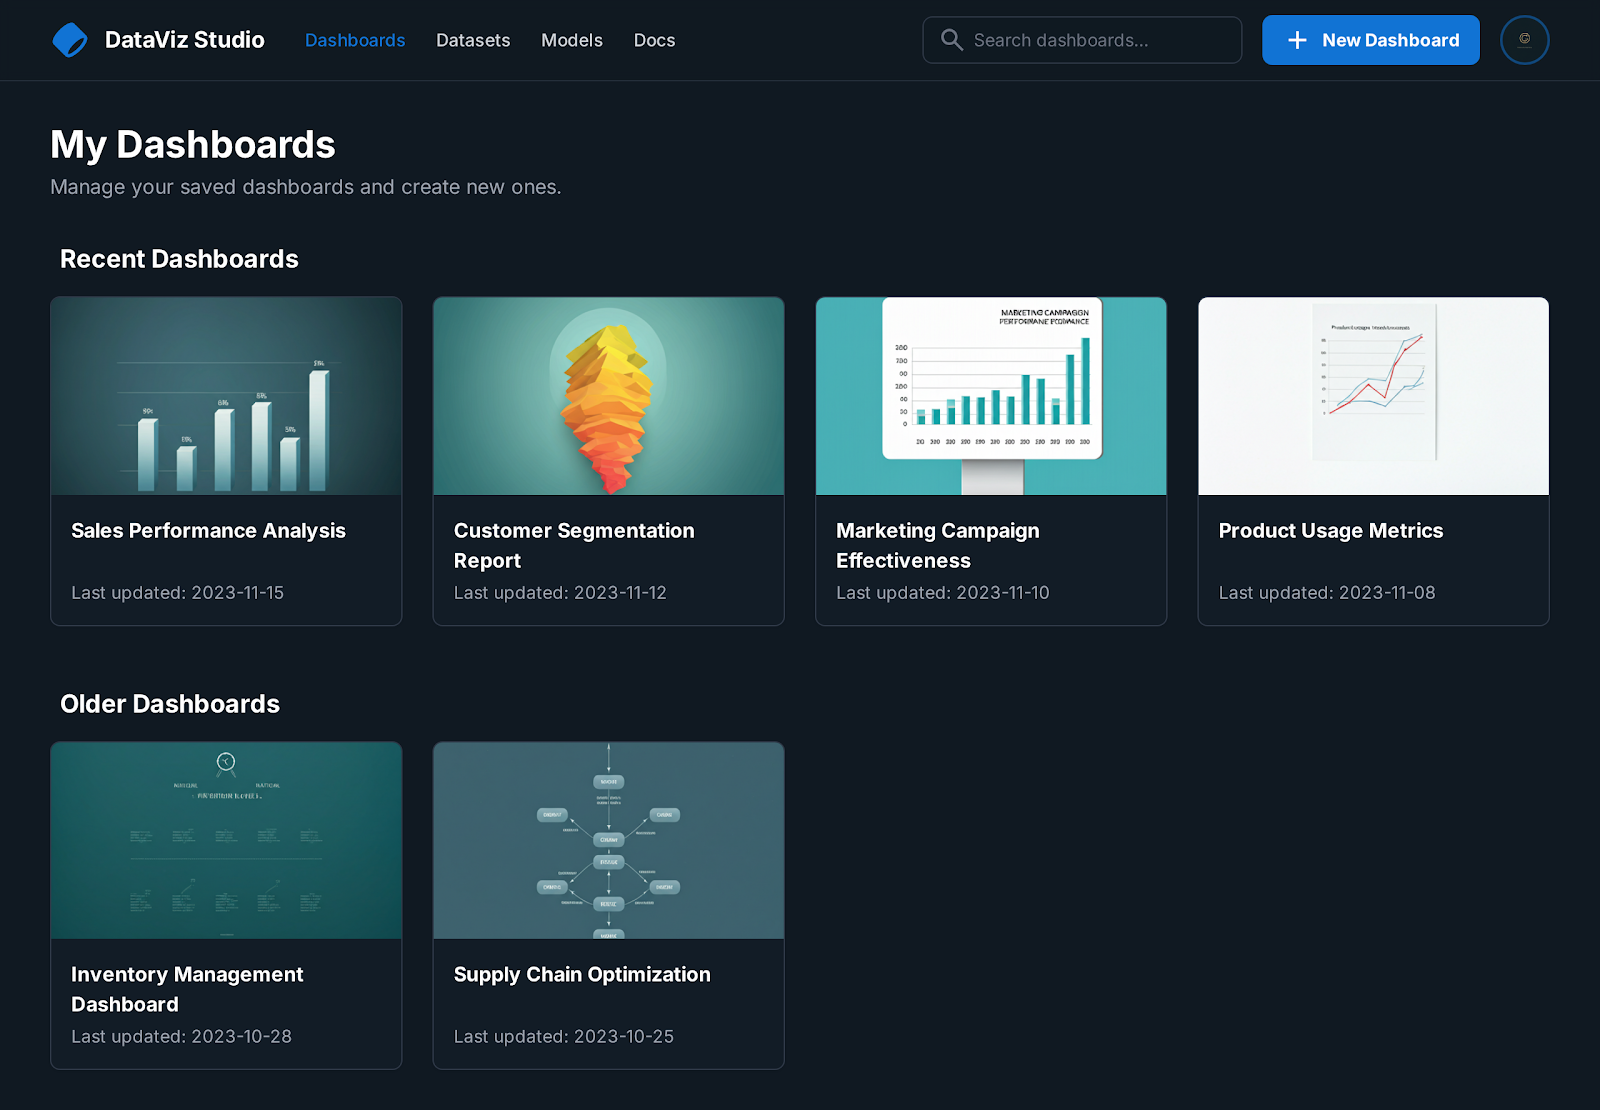 DataViz Studio
Dashboards
Datasets
Models
Docs
Search dashboards...
New Dashboard
My Dashboards
Manage your saved dashboards and create new ones.
Recent Dashboards
MARKETING CAMPAIGN
Sales Performance Analysis
Last updated: 2023-11-15
Customer Segmentation
Report
Last updated: 2023-11-12
Marketing Campaign
Effectiveness
Last updated: 2023-11-10
Product Usage Metrics
Last updated: 2023-11-08
Older Dashboards
Inventory Management
Dashboard
Last updated: 2023-10-28
Supply Chain Optimization
Last updated: 2023-10-25